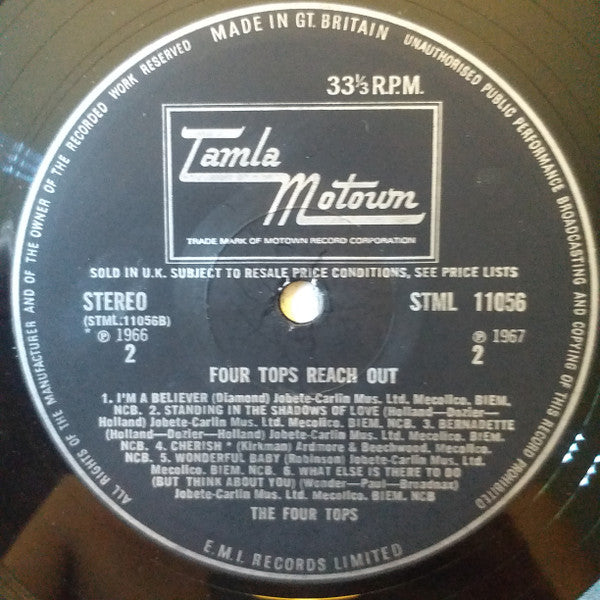 MADE IN GT. BRITAIN
UNAUTHORISED PUBLIC PERFORMANCE BROADCASTING AND COPYING OF THIS RECORD PROHIBITED
ALL RIGHTS OF THE MANUFACTURER AND OF THE OWNER OF THE RECORDED WORK RESERVED
33⅓ R.P.M.
Tamla
Motown
TRADE MARK OF MOTOWN RECORD CORPORATION
SOLD IN U.K. SUBJECT TO RESALE PRICE CONDITIONS, SEE PRICE LISTS
STEREO STML 11056
(STML.11056B)
* ℗ 1966 ℗ 1967
2 2
FOUR TOPS REACH OUT
1. I'M A BELIEVER (Diamond) Jobete-Carlin Mus. Ltd. Mecolico. BIEM.
NCB. 2. STANDING IN THE SHADOWS OF LOVE (Holland—Dozier—
Holland) Jobete-Carlin Mus. Ltd. Mecolico. BIEM. NCB. 3. BERNADETTE
(Holland—Dozier—Holland) Jobete-Carlin Mus. Ltd. Mecolico. BIEM.
NCB. 4. CHERISH * (Kirkman) Ardmore & Beechwood. Mecolico.
NCB. 5. WONDERFUL BABY (Robinson) Jobete-Carlin Mus. Ltd.
Mecolico. BIEM. NCB. 6. WHAT ELSE IS THERE TO DO
(BUT THINK ABOUT YOU) (Wonder—Paul—Broadnax)
Jobete-Carlin Mus. Ltd. Mecolico. BIEM. NCB
THE FOUR TOPS
E.M.I. RECORDS LIMITED